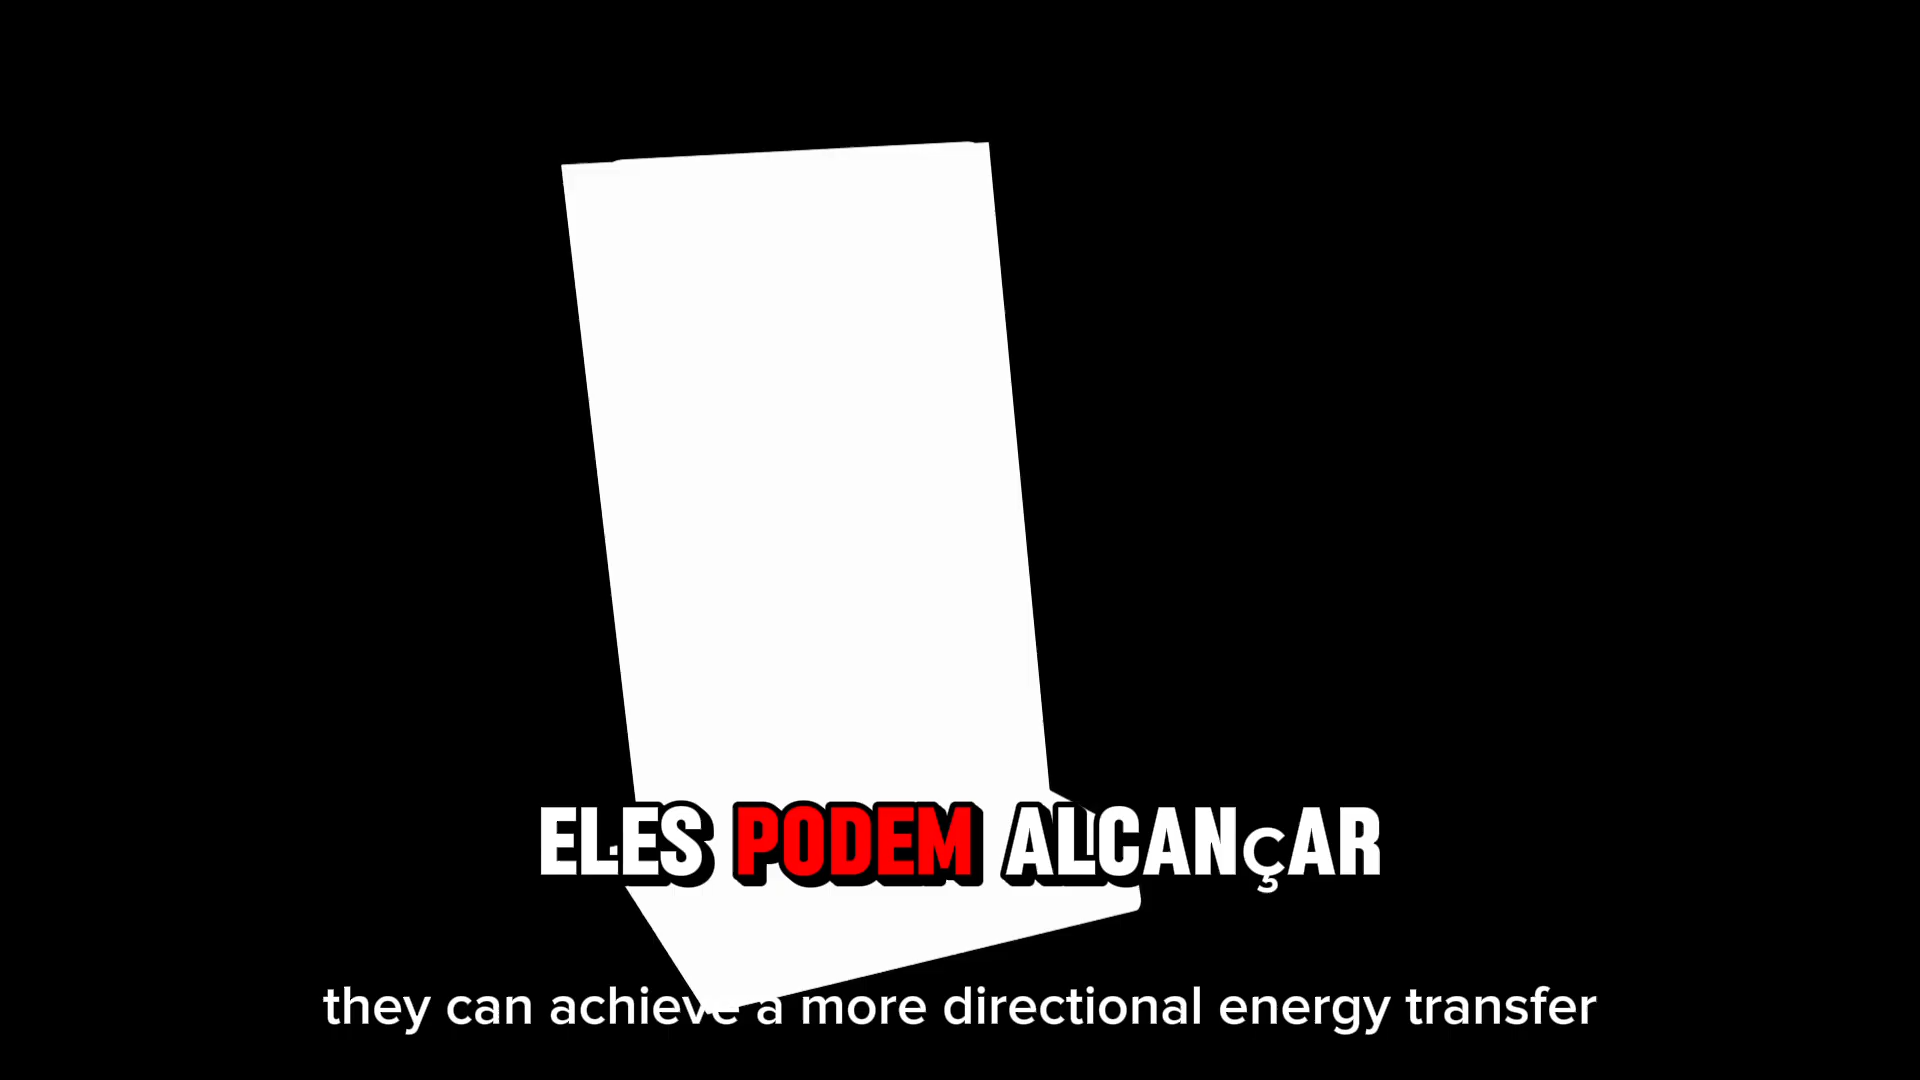 ELES PODEM ALCANÇAR
they can achieve a more directional energy transfer